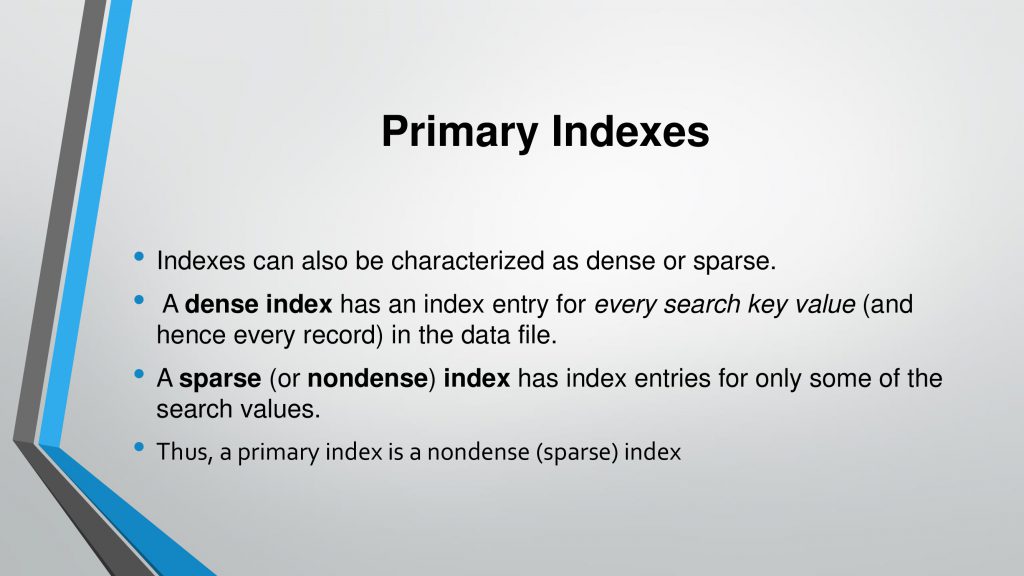 Primary Indexes
• Indexes can also be characterized as dense or sparse.
• A dense index has an index entry for every search key value (and
hence every record) in the data file.
• A sparse (or nondense) index has index entries for only some of the
search values.
• Thus, a primary index is a nondense (sparse) index